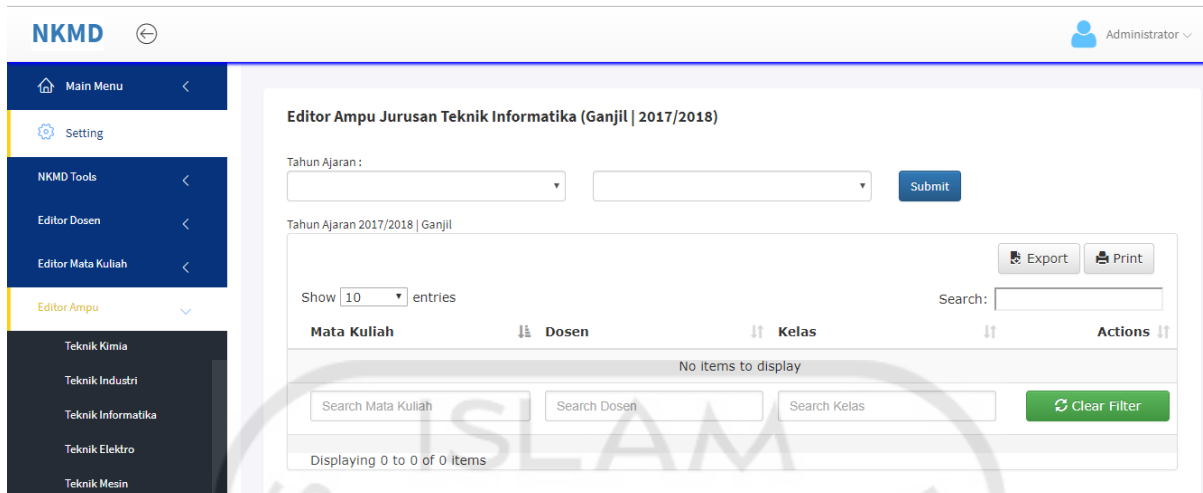 NKMD
Administrator
Main Menu
Setting
NKMD Tools
Editor Dosen
Editor Mata Kuliah
Editor Ampu
Teknik Kimia
Teknik Industri
Teknik Informatika
Teknik Elektro
Teknik Mesin
Editor Ampu Jurusan Teknik Informatika (Ganjil | 2017/2018)
Tahun Ajaran :
Submit
Tahun Ajaran 2017/2018 | Ganjil
Export Print
Show 10 entries Search:
Mata Kuliah Dosen Kelas Actions
No items to display
Search Mata Kuliah Search Dosen Search Kelas Clear Filter
ISLAM
Displaying 0 to 0 of 0 items